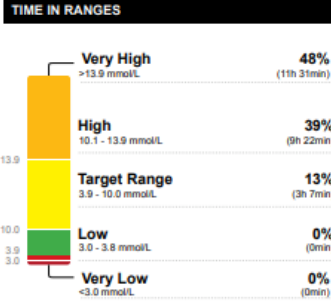 TIME IN RANGES
Very High 48%
>13.9 mmol/L (11h 31min)
High 39%
10.1 - 13.9 mmol/L (9h 22min
13.9
Target Range 13%
3.9 - 10.0 mmol/L (3h 7min
10.0
Low 0%
3.0 - 3.8 mmol/L (0min
3.9
3.0
Very Low 0%
<3.0 mmol/L (0min)